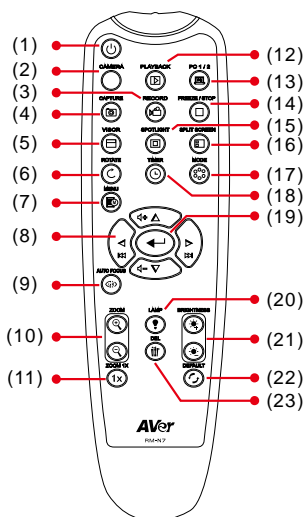 (1)
(2)
(3)
(4)
(5)
(6)
(7)
(8)
(9)
(10)
(11)
CAMERA
PLAYBACK
PC 1 / 2
CAPTURE
RECORD
FREEZE / STOP
VISOR
SPOTLIGHT
SPLIT SCREEN
ROTATE
TIMER
MODE
MENU
AUTO FOCUS
ZOOM
LAMP
BRIGHTNESS
DEL
ZOOM 1X
1x
DEFAULT
AVer
RM-N7
(12)
(13)
(14)
(15)
(16)
(17)
(18)
(19)
(20)
(21)
(22)
(23)